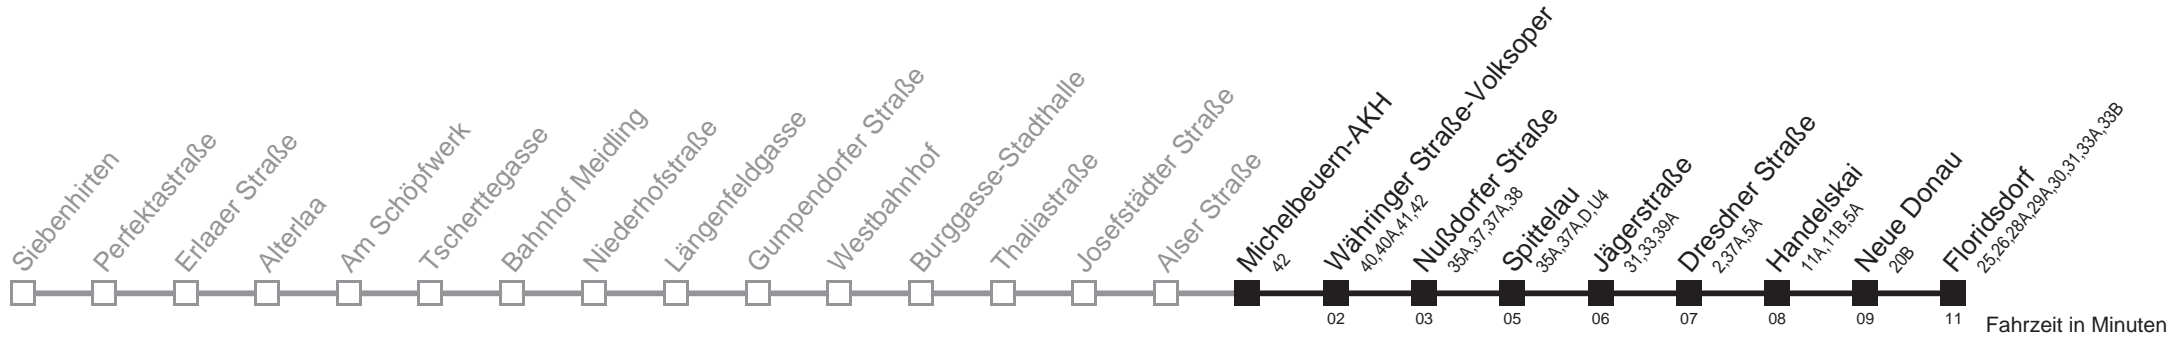 Siebenhirten
Perfektastraße
Erlaaer Straße
Alterlaa
Am Schöpfwerk
Tscherttegasse
Bahnhof Meidling
Niederhofstraße
Längenfeldgasse
Gumpendorfer Straße
Westbahnhof
Burggasse-Stadthalle
Thaliastraße
Josefstädter Straße
Alser Straße
Michelbeuern-AKH
42
Währinger Straße-Volksoper
40,40A,41,42
Nußdorfer Straße
35A,37,37A,38
Spittelau
35A,37A,D,U4
Jägerstraße
31,33,39A
Dresdner Straße
2,37A,5A
Handelskai
11A,11B,5A
Neue Donau
20B
Floridsdorf
25,26,28A,29A,30,31,33A,33B
02 03 05 06 07 08 09 11
Fahrzeit in Minuten